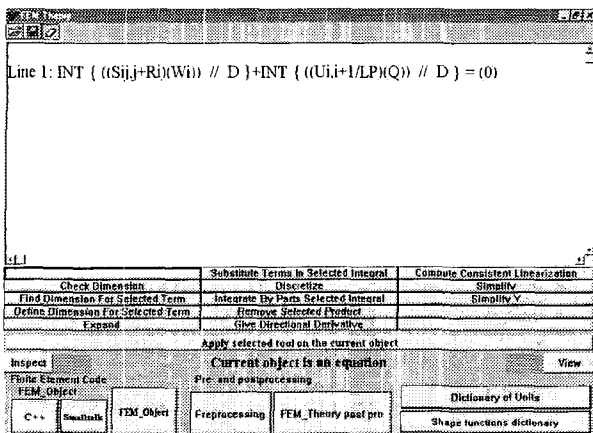 FEM_Theory
Line 1: INT { ((Sij,j+Ri)(Wi)) // D }+INT { ((Ui,i+1/LP)(Q)) // D } = (0)
Substitute Terms In Selected Integral Compute Consistent Linearization
Check Dimension Discretize Simplify
Find Dimension For Selected Term Integrate By Parts Selected Integral Simplify Y
Define Dimension For Selected Term Remove Selected Product
Expand Give Directional Derivative
Apply selected tool on the current object
Inspect Current object is an equation View
Finite Element Code Pre- and postprocessing
FEM_Object Dictionary of Units
C++ Smalltalk FEM_Object Preprocessing FEM_Theory post pro
Shape functions dictionary